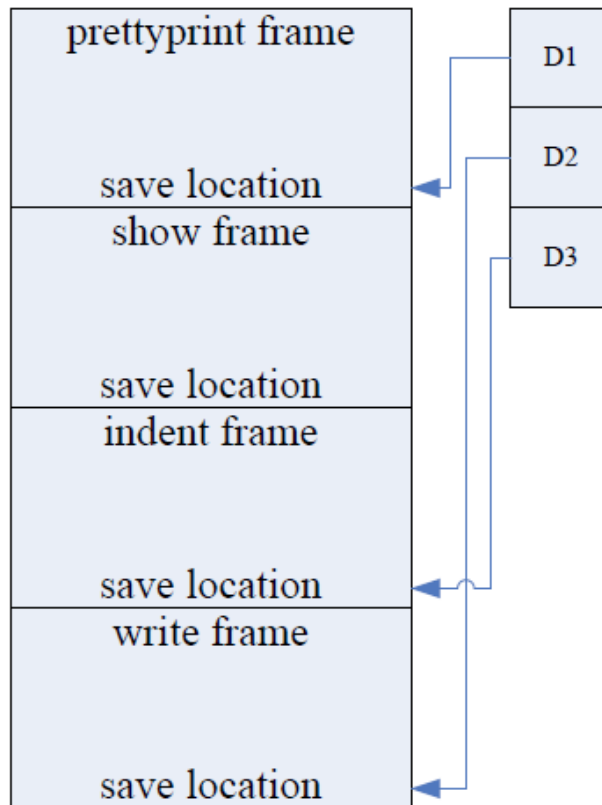 prettyprint frame
save location
show frame
save location
indent frame
save location
write frame
save location
D1
D2
D3